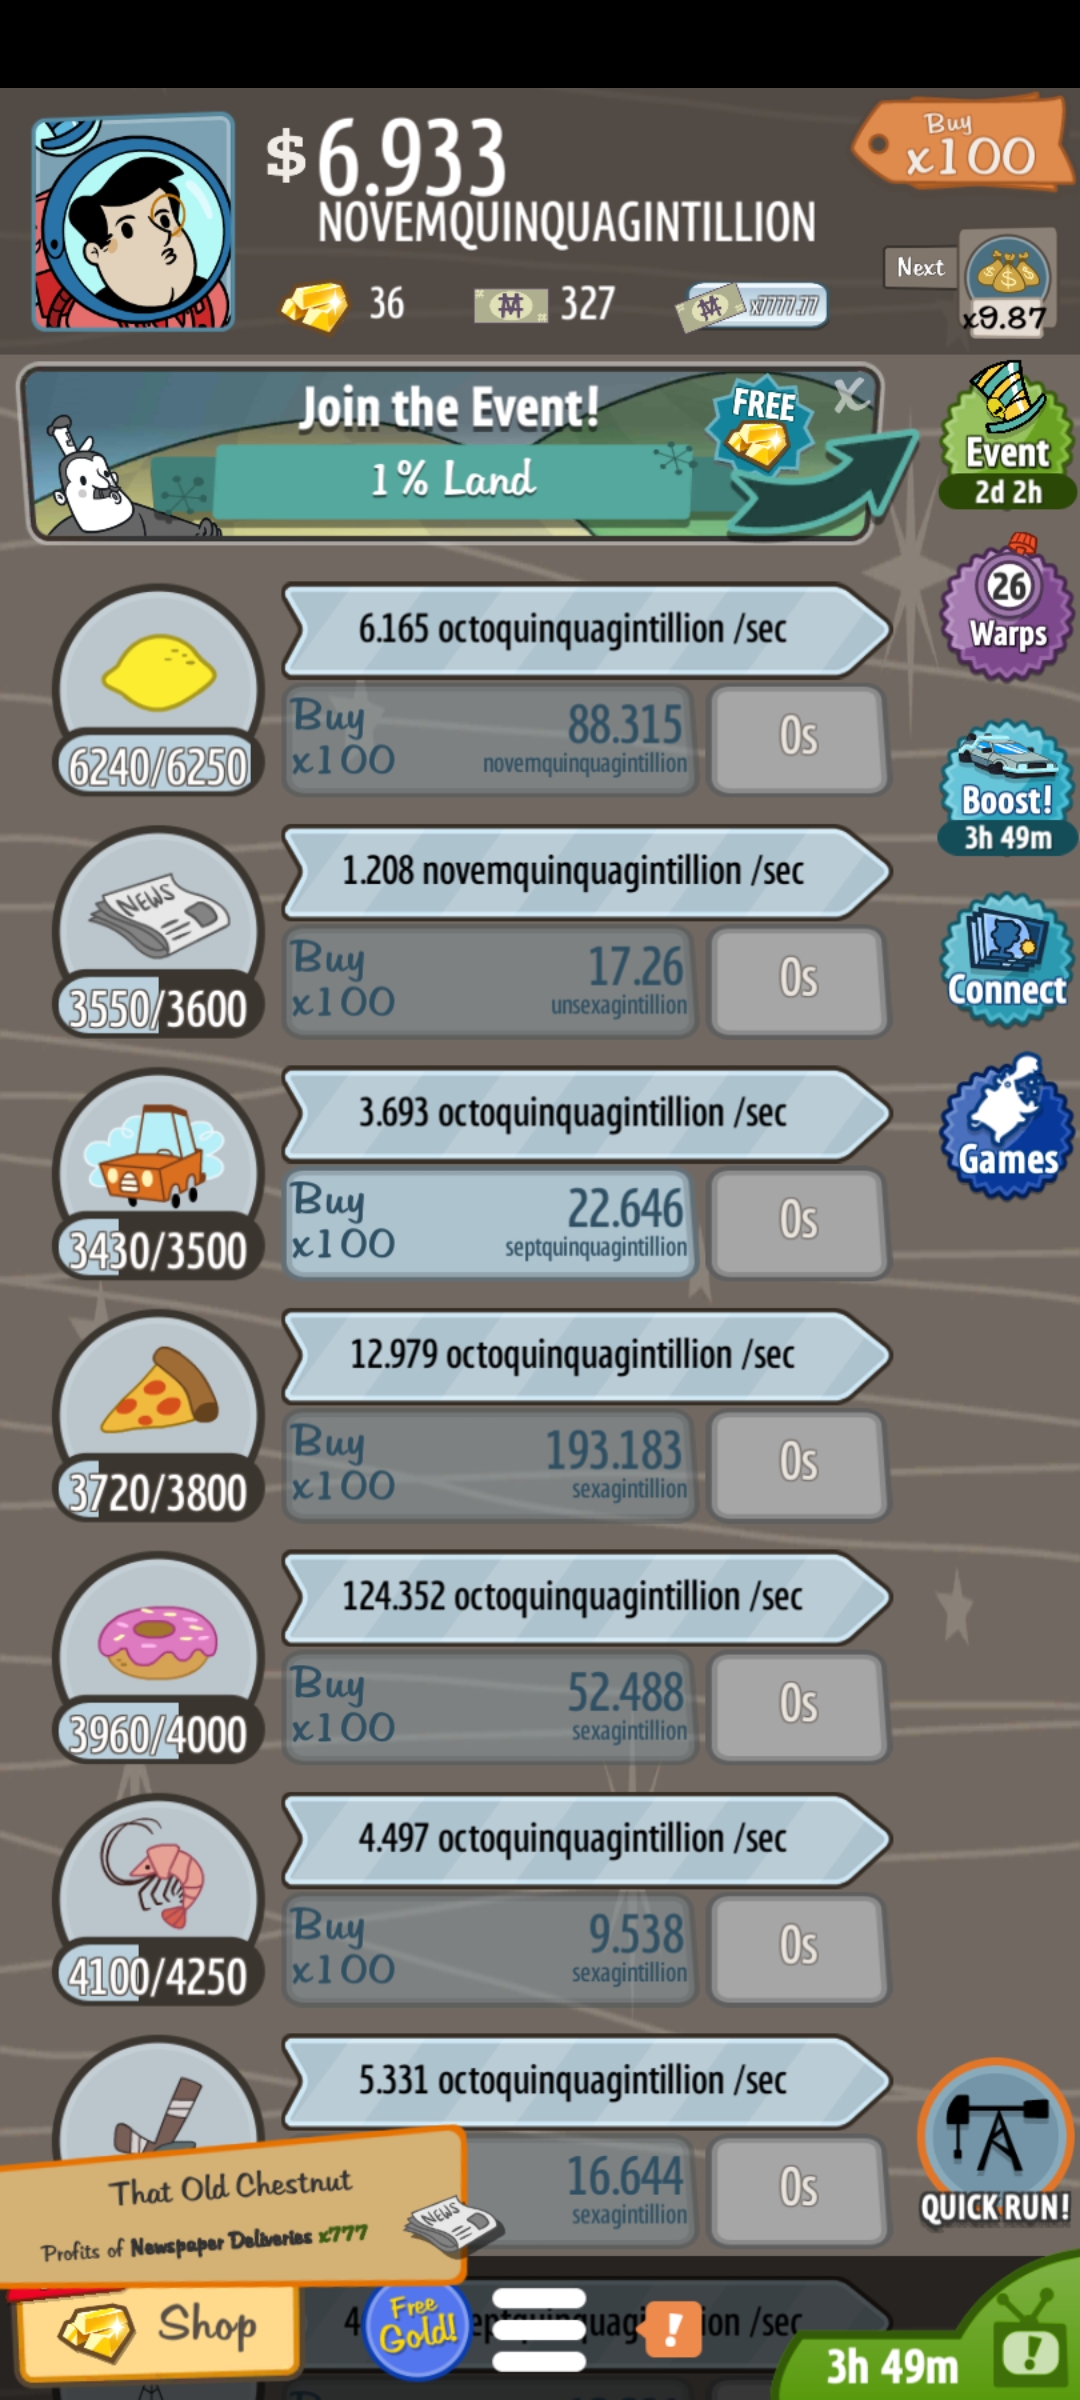 $ 6.933
NOVEMQUINQUAGINTILLION
Buy
x100
36
327
x7777.77
Next
x9.87
Join the Event!
1% Land
FREE
X
Event
2d 2h
26
Warps
Boost!
3h 49m
Connect
Games
6.165 octoquinquagintillion /sec
6240/6250
Buy
x100
88.315
novemquinquagintillion
0s
NEWS
1.208 novemquinquagintillion /sec
3550/3600
Buy
x100
17.26
unsexagintillion
0s
3.693 octoquinquagintillion /sec
3430/3500
Buy
x100
22.646
septquinquagintillion
0s
12.979 octoquinquagintillion /sec
3720/3800
Buy
x100
193.183
sexagintillion
0s
124.352 octoquinquagintillion /sec
3960/4000
Buy
x100
52.488
sexagintillion
0s
4.497 octoquinquagintillion /sec
4100/4250
Buy
x100
9.538
sexagintillion
0s
5.331 octoquinquagintillion /sec
16.644
sexagintillion
0s
QUICK RUN!
That Old Chestnut
Profits of Newspaper Deliveries x777
NEWS
Shop
Free
Gold!
!
/sec
3h 49m
!